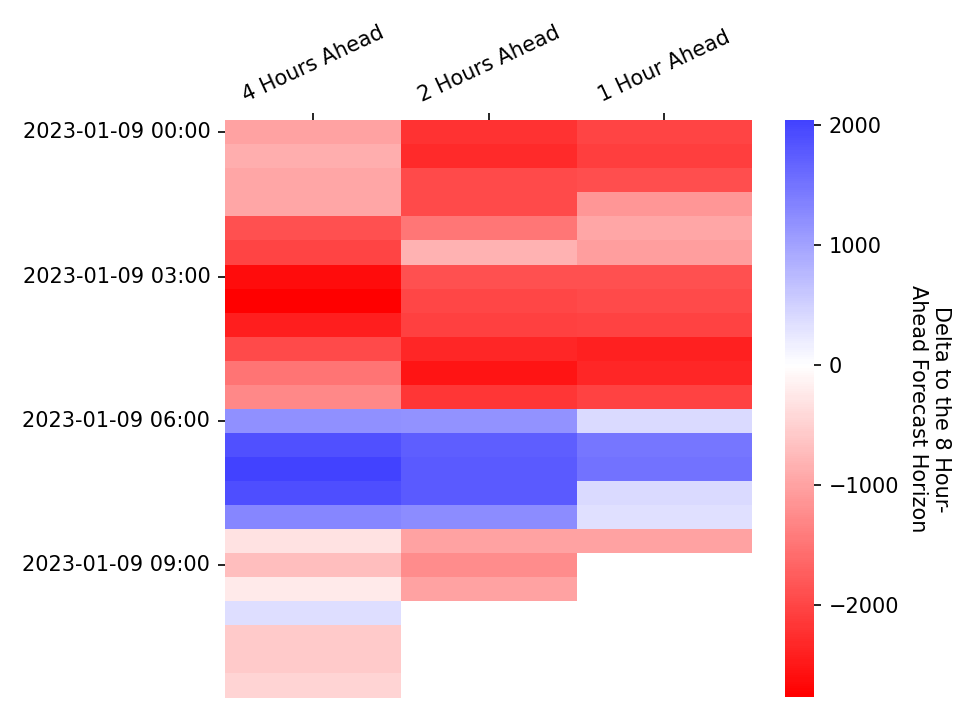 4 Hours Ahead
2 Hours Ahead
1 Hour Ahead
2023-01-09 00:00
2023-01-09 03:00
2023-01-09 06:00
2023-01-09 09:00
2000
1000
0
−1000
−2000
Delta to the 8 Hour-
Ahead Forecast Horizon